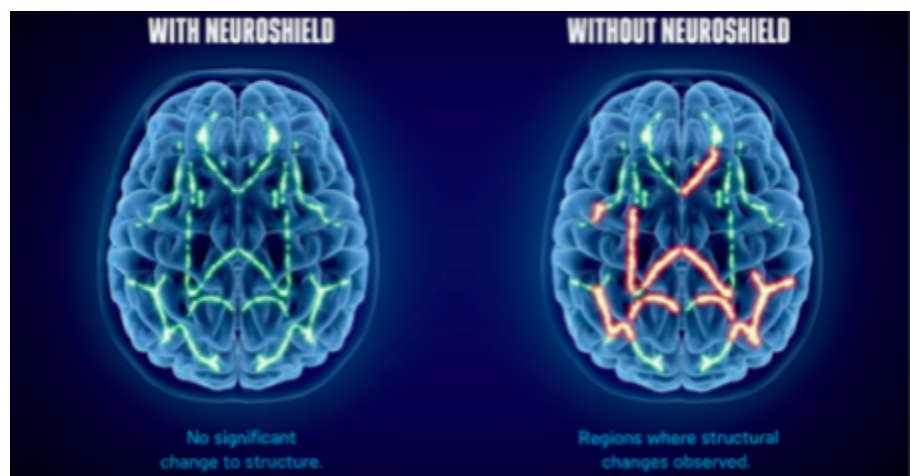 WITH NEUROSHIELD
WITHOUT NEUROSHIELD
No significant
change to structure.
Regions where structural
changes observed.